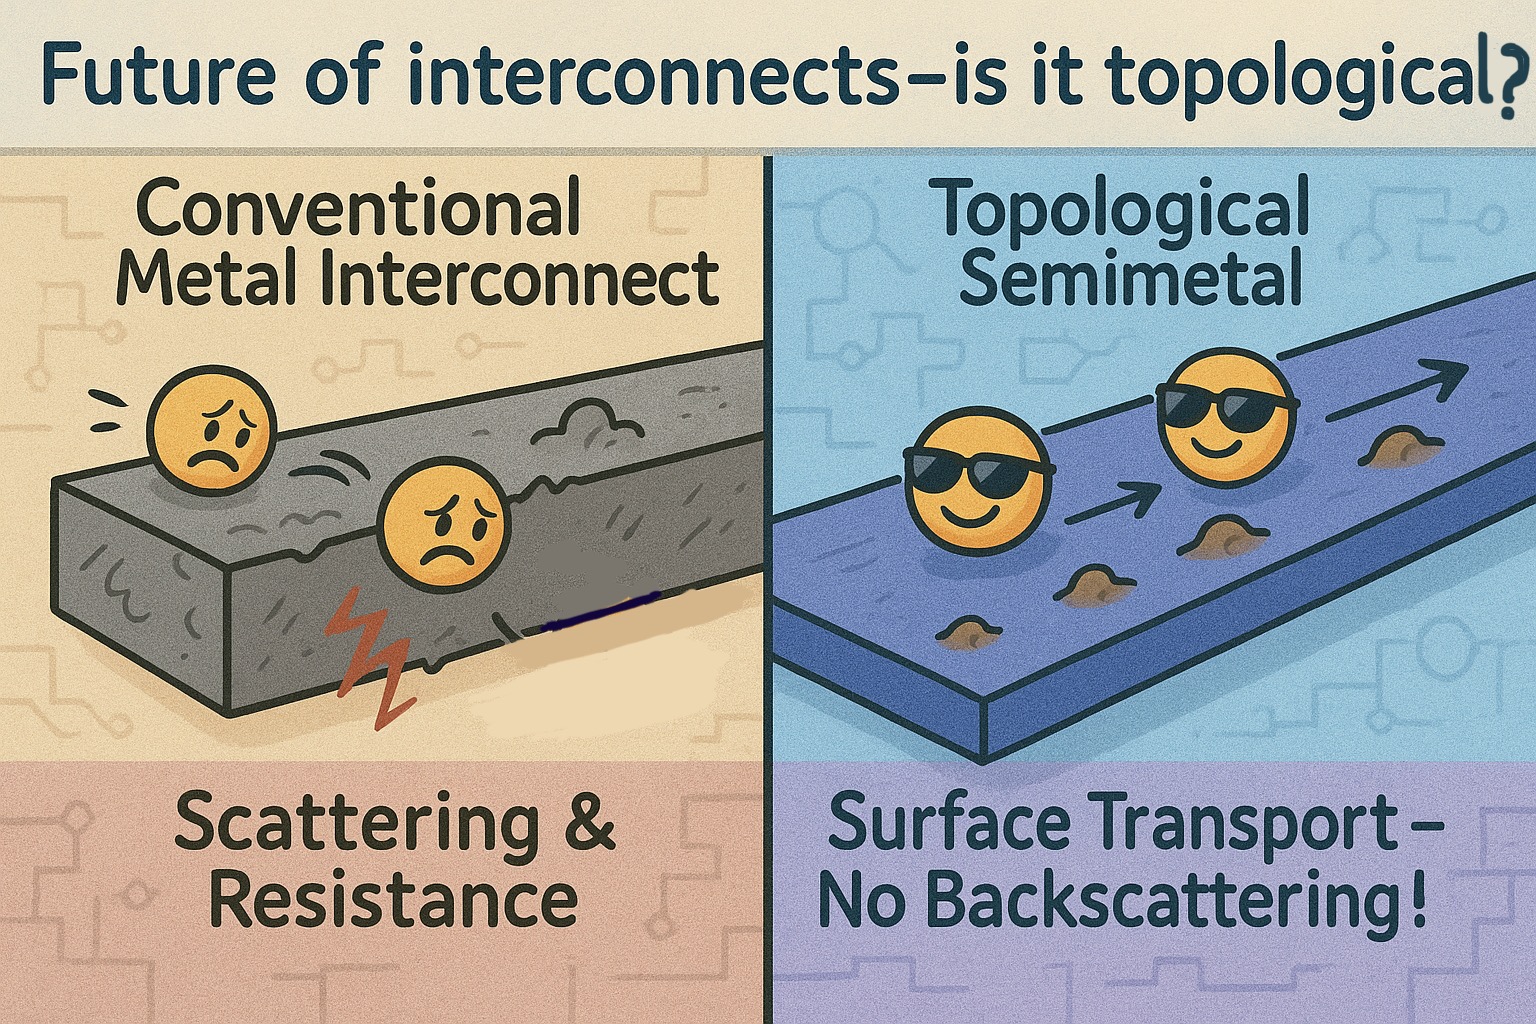 Future of interconnects–is it topological?
Conventional
Metal Interconnect
Topological
Semimetal
Scattering &
Resistance
Surface Transport –
No Backscattering!